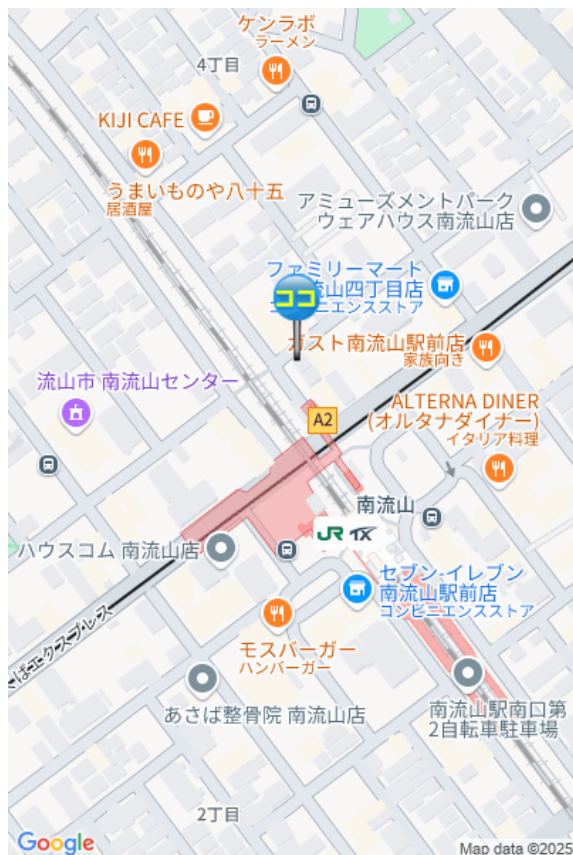 ケンラボ
ラーメン
4丁目
KIJI CAFE
うまいものや八十五
居酒屋
アミューズメントパーク
ウェアハウス南流山店
ファミリーマート
流山四丁目店
ココ
コンビニエンスストア
ガスト南流山駅前店
家族向き
流山市 南流山センター
ALTERNA DINER
(オルタナダイナー)
イタリア料理
A2
南流山
JR TX
ハウスコム 南流山店
セブン-イレブン
南流山駅前店
コンビニエンスストア
モスバーガー
ハンバーガー
ばエクスプレス
あさば整骨院 南流山店
南流山駅南口第
2自転車駐車場
2丁目
Google
Map data ©2025